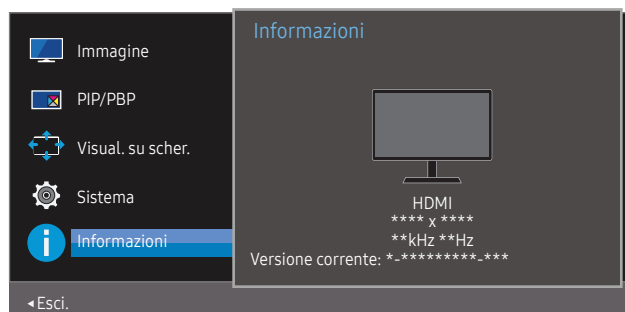 Immagine
PIP/PBP
Visual. su scher.
Sistema
Informazioni
Informazioni
HDMI
**** x ****
**kHz **Hz
Versione corrente: *-*********-***
◂Esci.